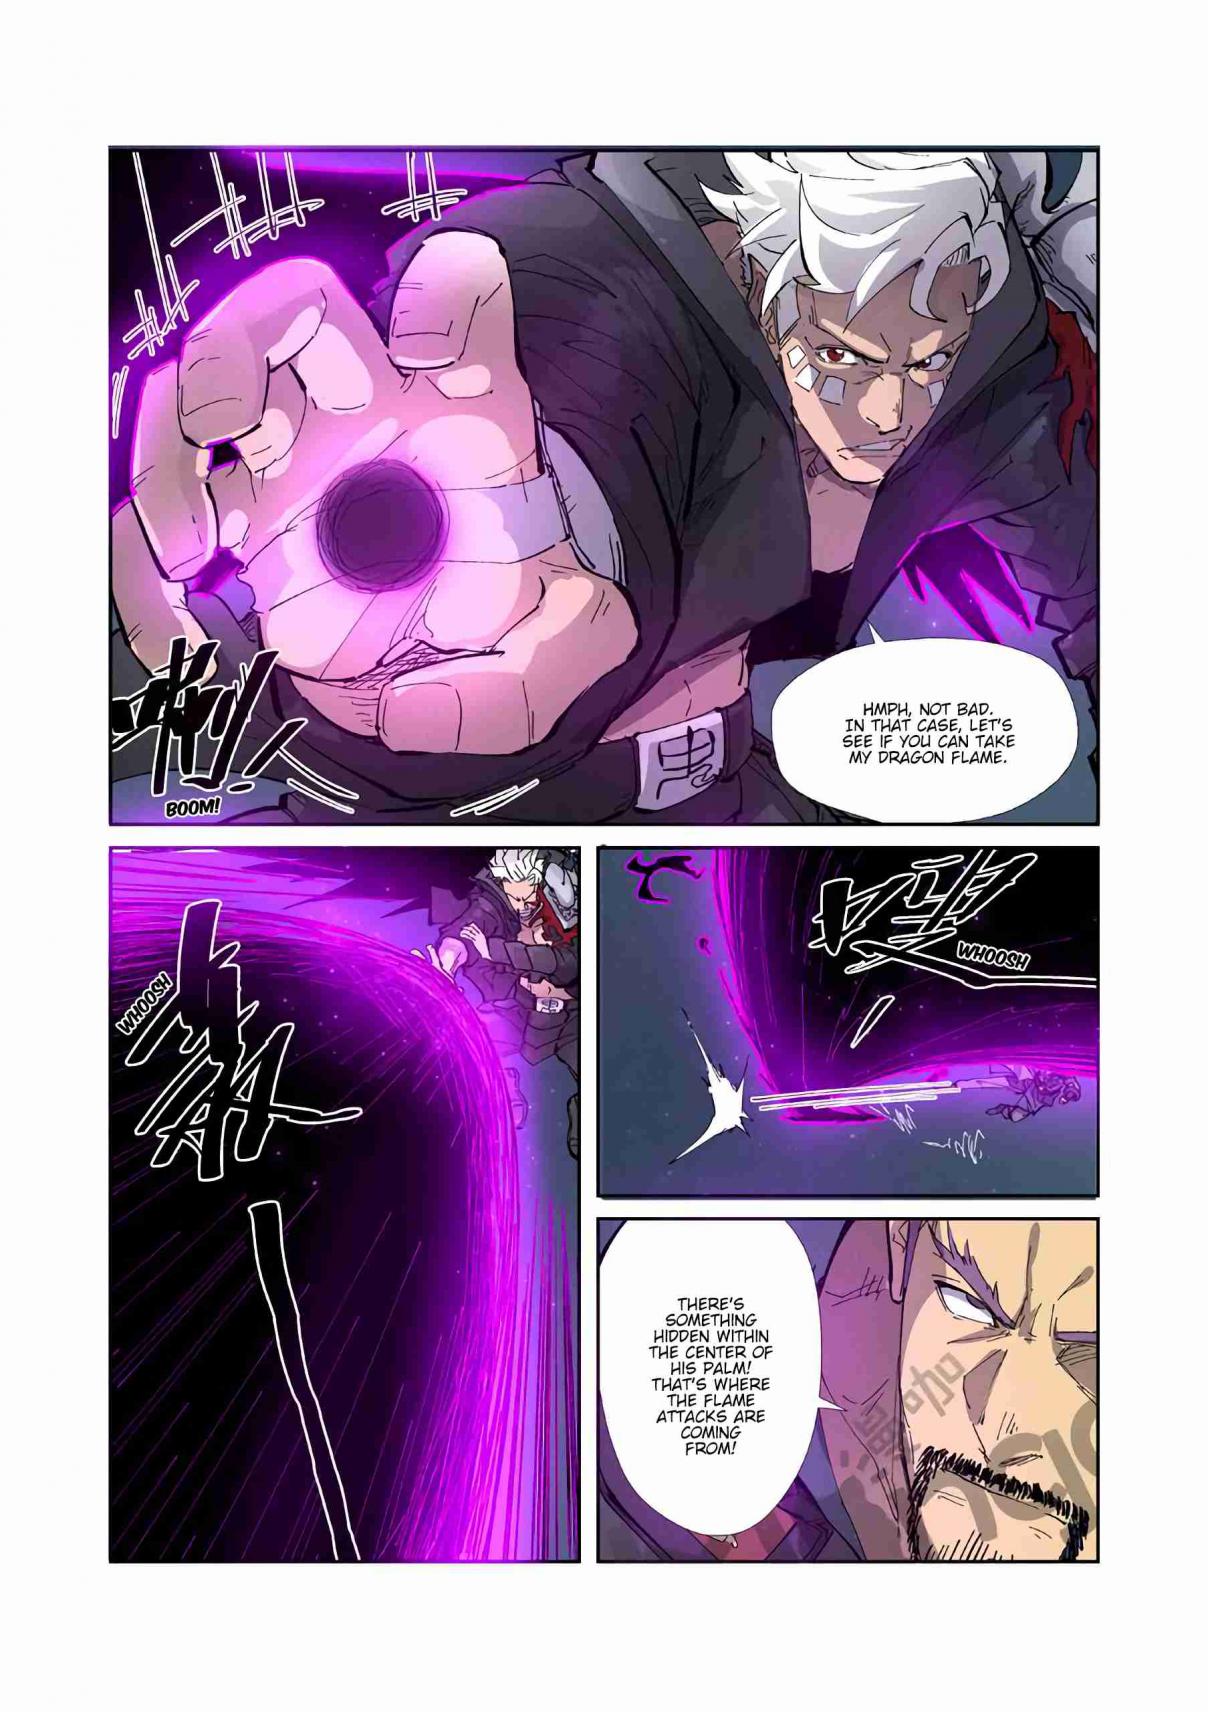 HMPH, NOT BAD.
IN THAT CASE, LET'S
SEE IF YOU CAN TAKE
MY DRAGON FLAME.
BOOM!
WHOOSH
WHOOSH
THERE'S
SOMETHING
HIDDEN WITHIN
THE CENTER OF
HIS PALM!
THAT'S WHERE
THE FLAME
ATTACKS ARE
COMING
FROM!